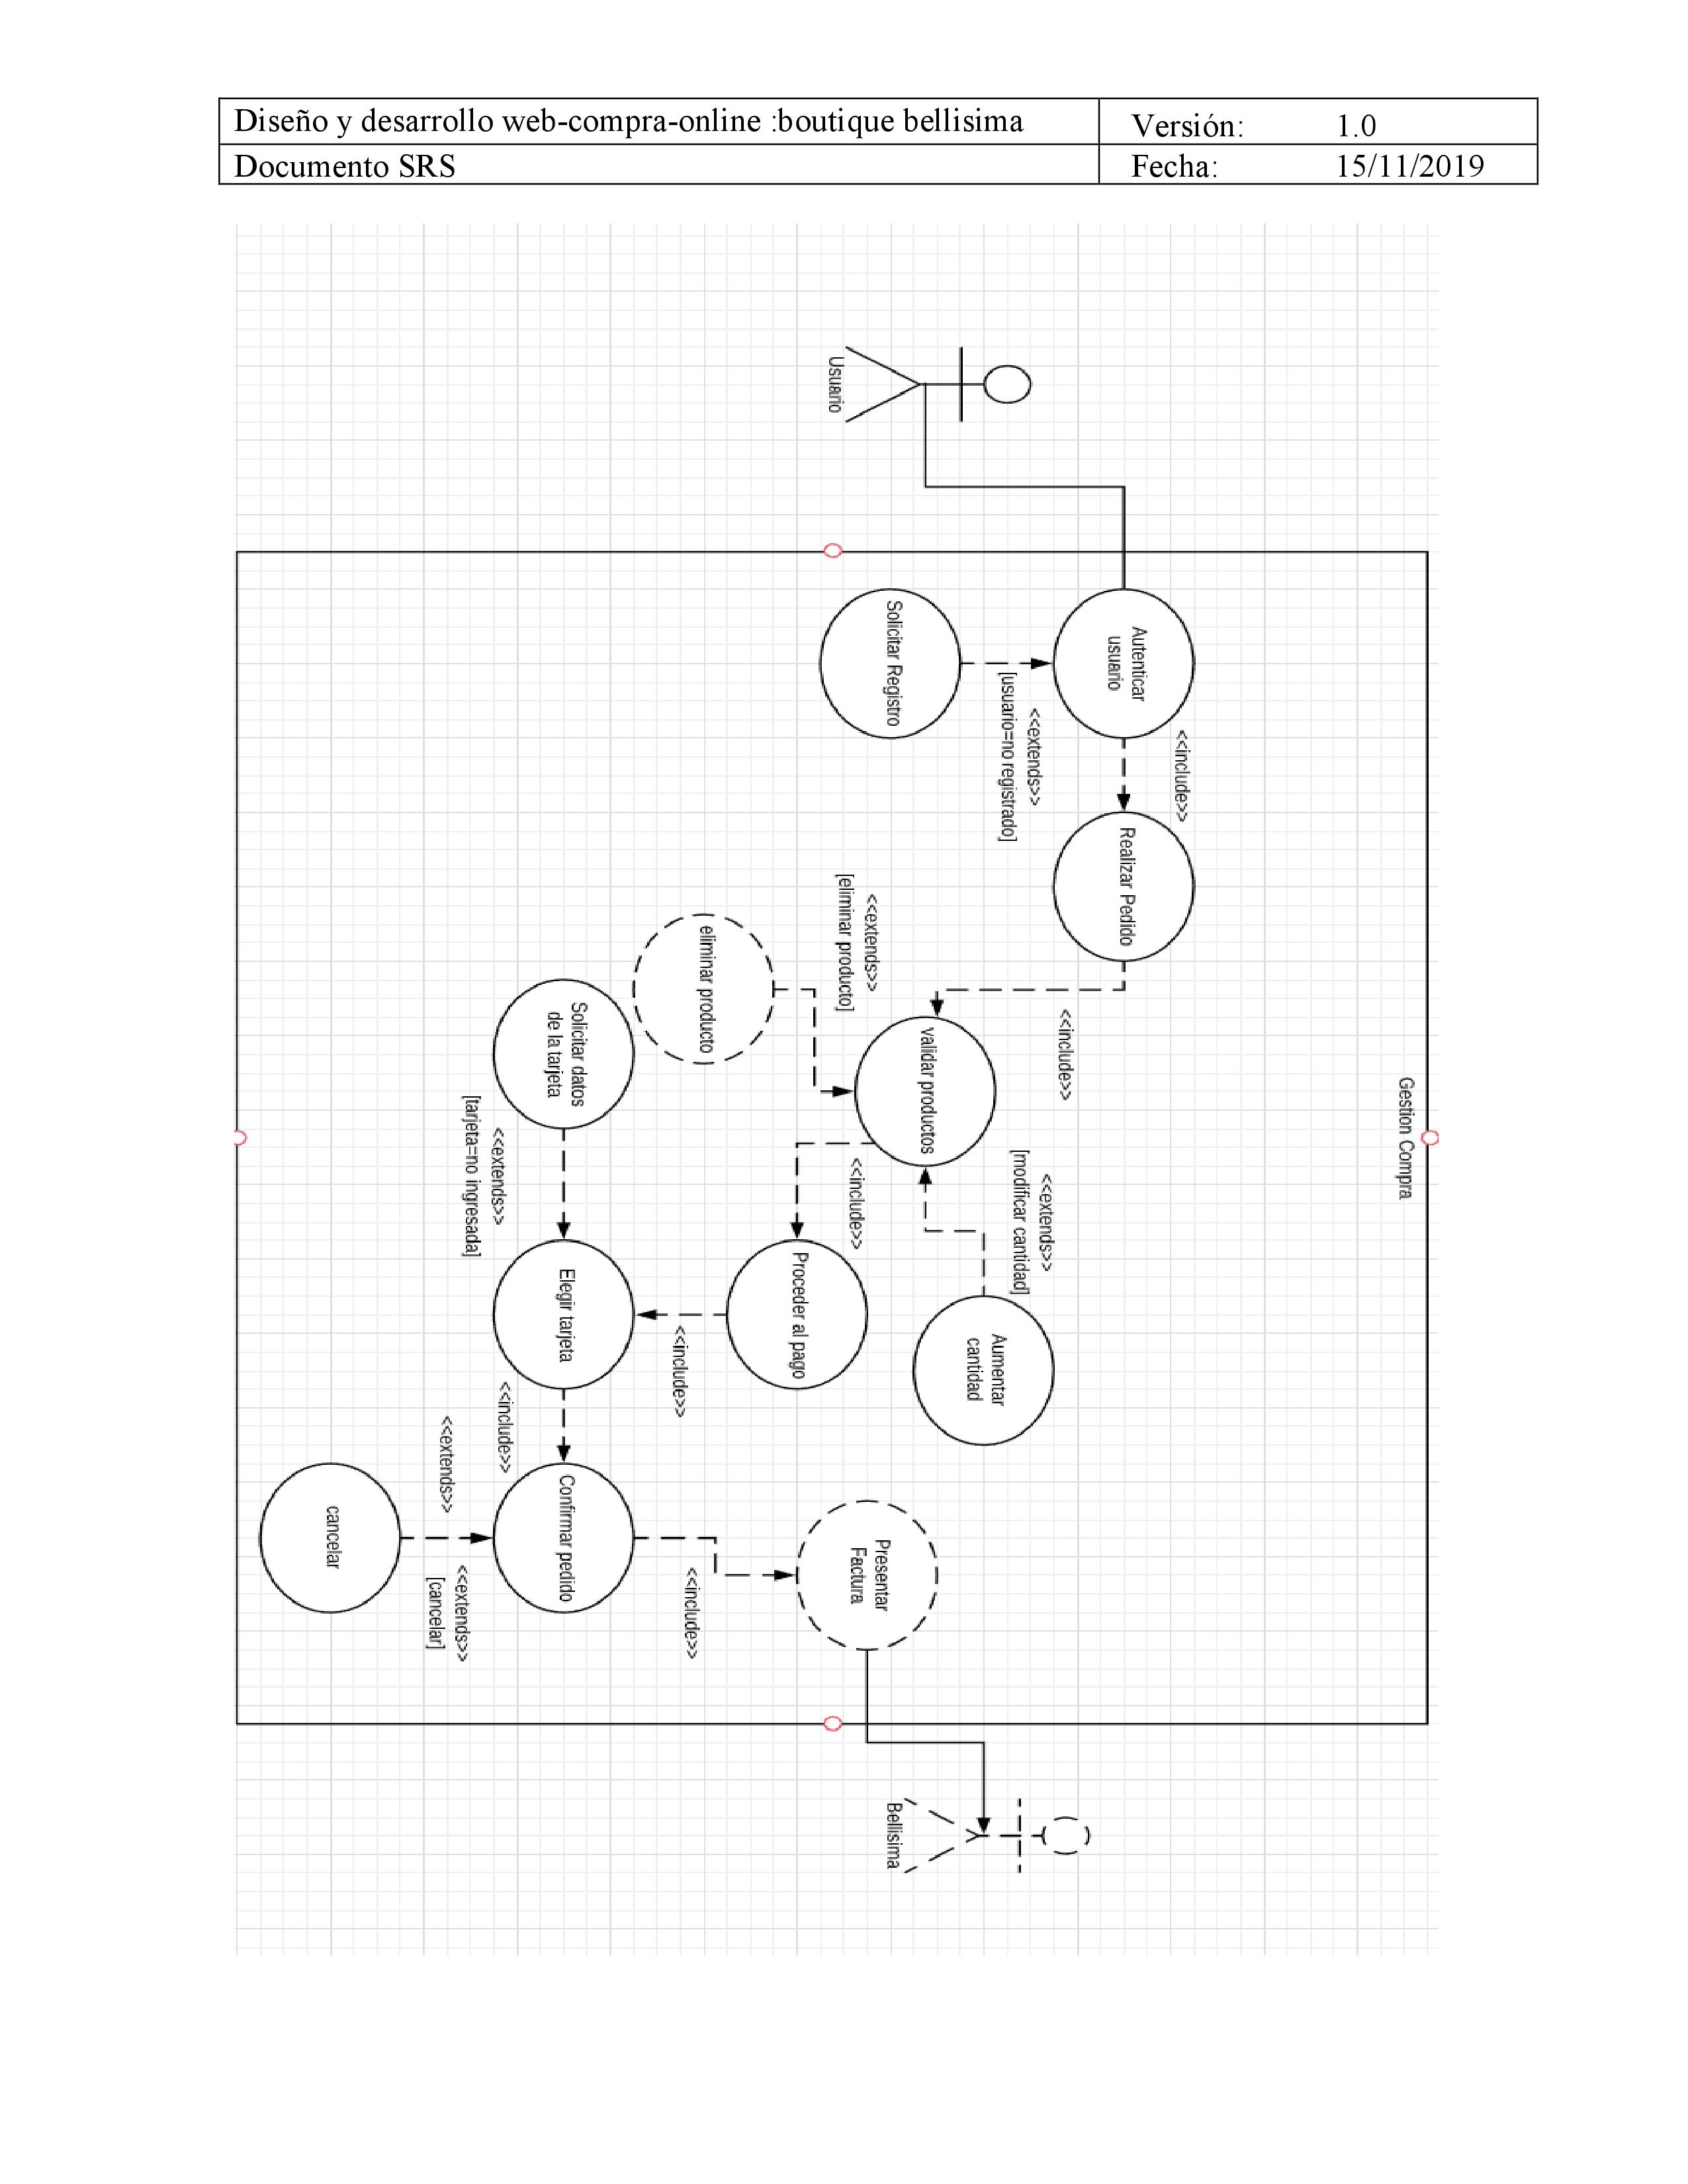 Diseño y desarrollo web-compra-online :boutique bellisima
Versión: 1.0
Documento SRS
Fecha: 15/11/2019
Gestion Compra
Usuario
Autenticar
usuario
<<include>>
Realizar Pedido
<<extends>>
[usuario=no registrado]
Solicitar Registro
<<include>>
<<extends>>
[eliminar producto]
eliminar producto
validar productos
<<extends>>
[modificar cantidad]
Aumentar
cantidad
<<include>>
Proceder al pago
Solicitar datos
de la tarjeta
<<extends>>
[tarjeta=no ingresada]
<<include>>
Elegir tarjeta
<<include>>
Confirmar pedido
<<extends>>
<<extends>>
[cancelar]
cancelar
<<include>>
Presentar
Factura
Bellisima